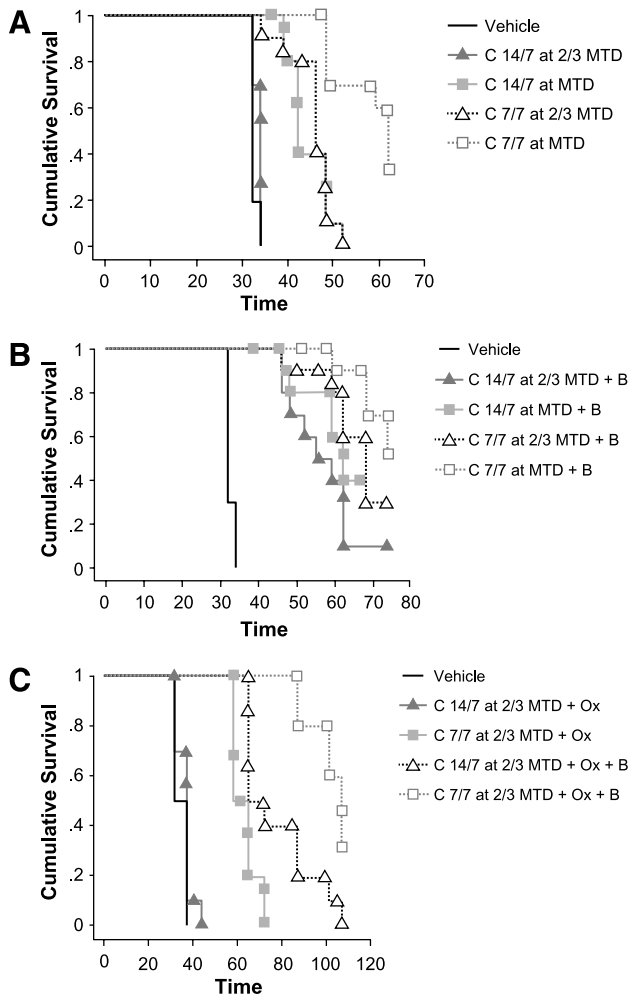 A
Cumulative Survival
1
.8
.6
.4
.2
0
0 10 20 30 40 50 60 70
Time
Vehicle
C 14/7 at 2/3 MTD
C 14/7 at MTD
C 7/7 at 2/3 MTD
C 7/7 at MTD
B
Cumulative Survival
1
.8
.6
.4
.2
0
0 10 20 30 40 50 60 70 80
Time
Vehicle
C 14/7 at 2/3 MTD + B
C 14/7 at MTD + B
C 7/7 at 2/3 MTD + B
C 7/7 at MTD + B
C
Cumulative Survival
1
.8
.6
.4
.2
0
0 20 40 60 80 100 120
Time
Vehicle
C 14/7 at 2/3 MTD + Ox
C 7/7 at 2/3 MTD + Ox
C 14/7 at 2/3 MTD + Ox + B
C 7/7 at 2/3 MTD + Ox + B